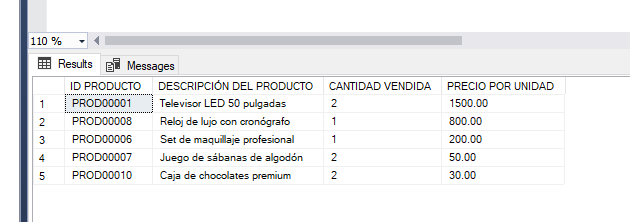 110 %
Results Messages
ID PRODUCTO DESCRIPCIÓN DEL PRODUCTO CANTIDAD VENDIDA PRECIO POR UNIDAD
1 PROD00001 Televisor LED 50 pulgadas 2 1500.00
2 PROD00008 Reloj de lujo con cronógrafo 1 800.00
3 PROD00006 Set de maquillaje profesional 1 200.00
4 PROD00007 Juego de sábanas de algodón 2 50.00
5 PROD00010 Caja de chocolates premium 2 30.00